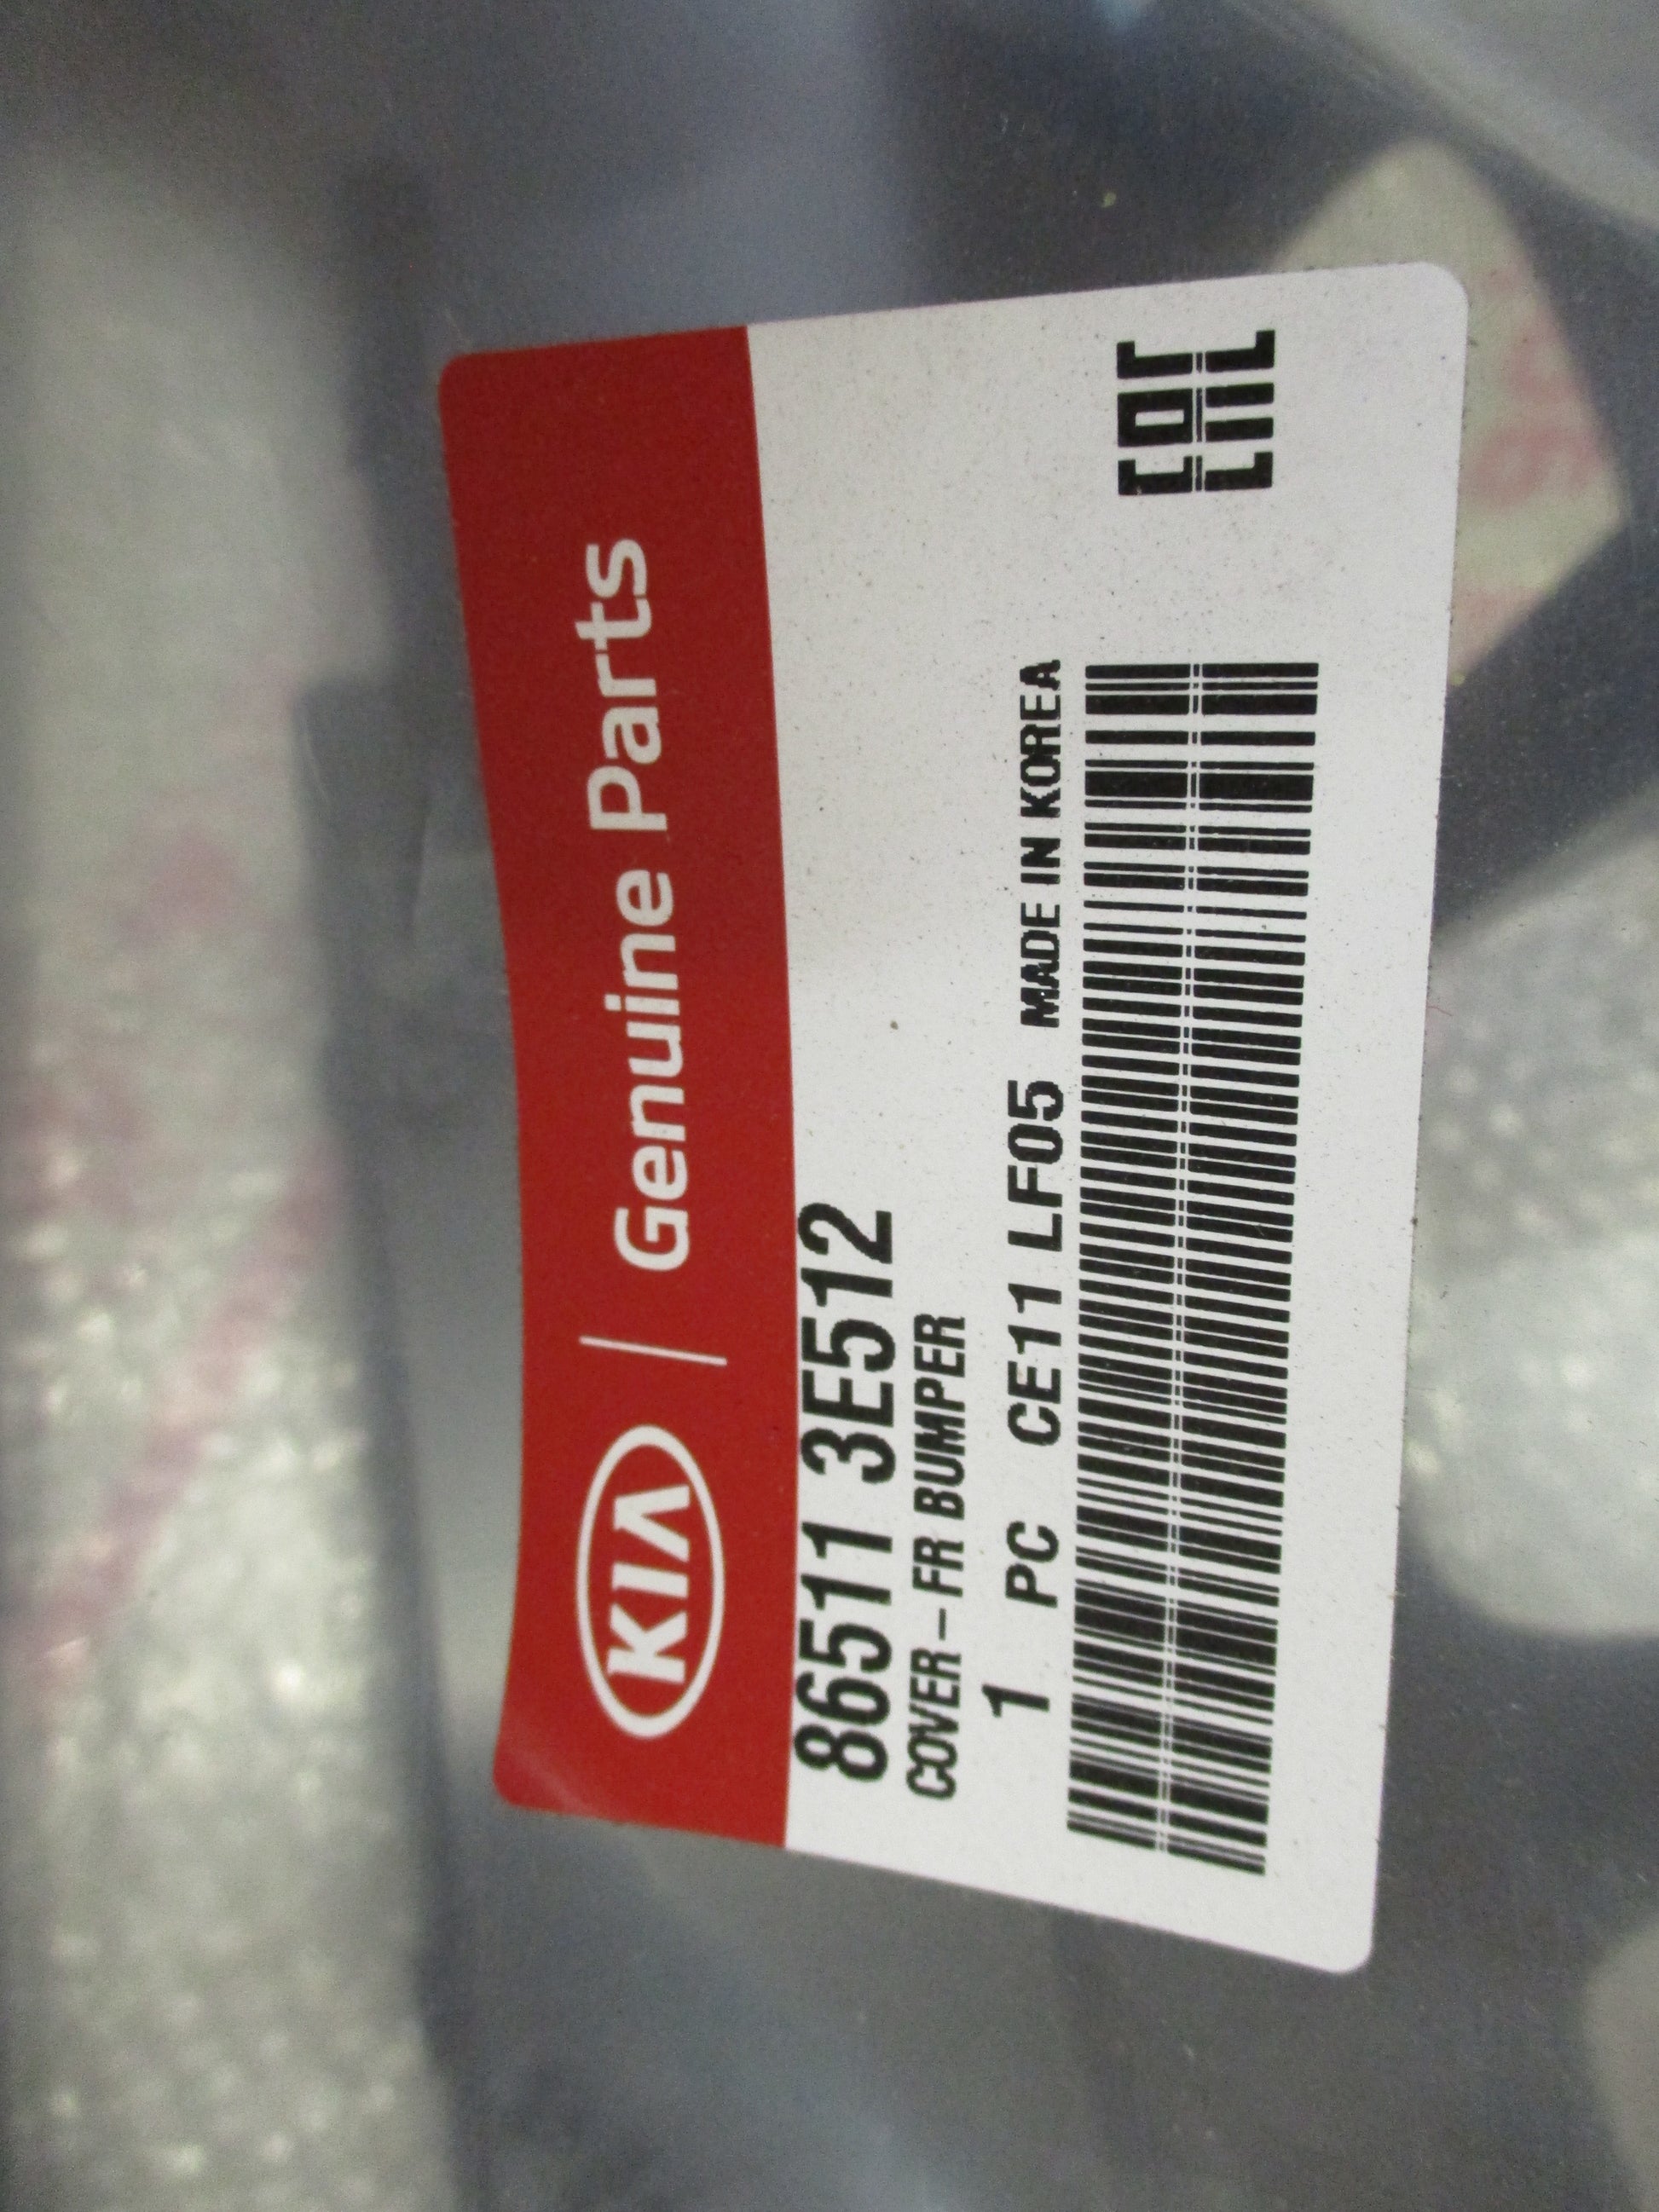 KIA | Genuine Parts
86511 3E512
COVER-FR BUMPER
1 PC CE11 LF05 MADE IN KOREA
EAC